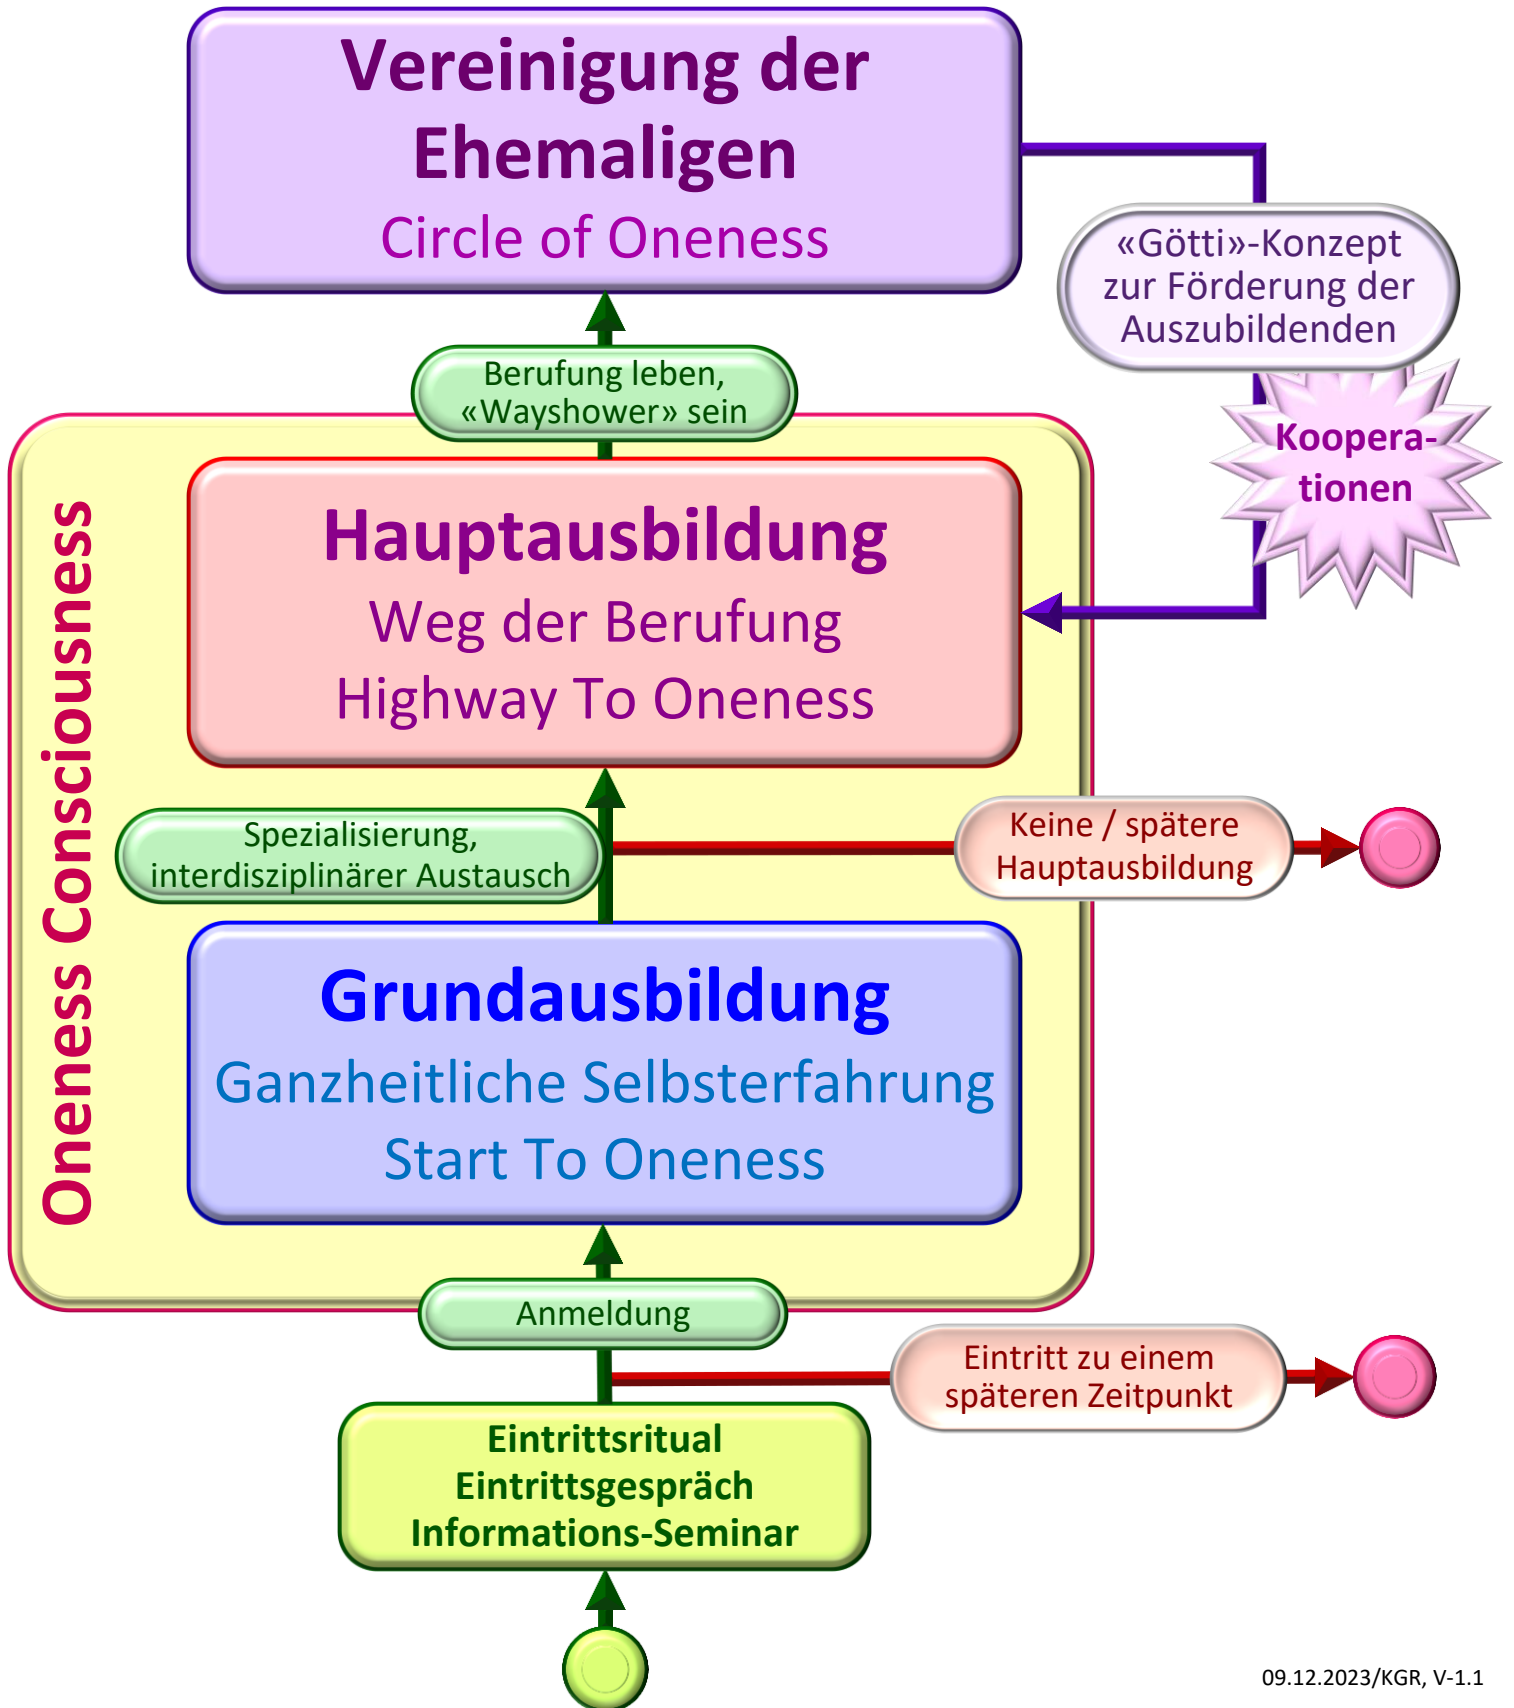 Vereinigung der
Ehemaligen
Circle of Oneness
«Götti»-Konzept
zur Förderung der
Auszubildenden
Berufung leben,
«Wayshower» sein
Koopera-
tionen
Oneness Consciousness
Hauptausbildung
Weg der Berufung
Highway To Oneness
Spezialisierung,
interdisziplinärer Austausch
Keine / spätere
Hauptausbildung
Grundausbildung
Ganzheitliche Selbsterfahrung
Start To Oneness
Anmeldung
Eintritt zu einem
späteren Zeitpunkt
Eintrittsritual
Eintrittsgespräch
Informations-Seminar
09.12.2023/KGR, V-1.1